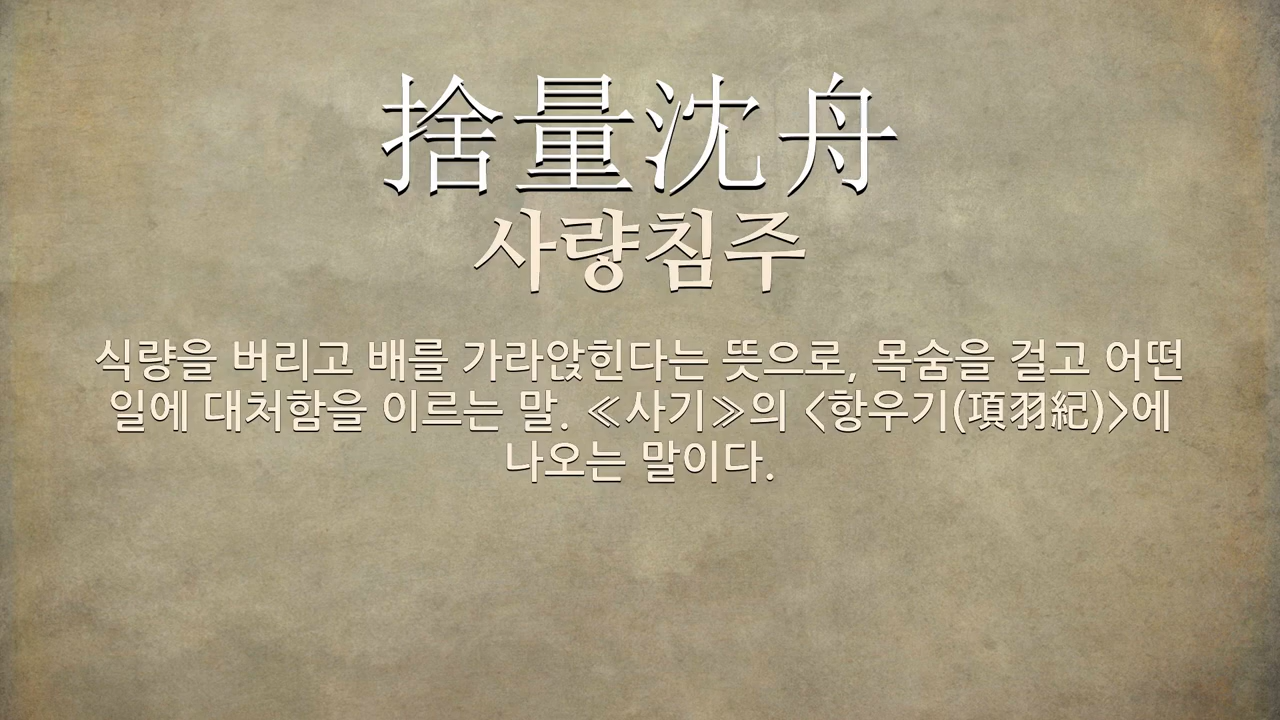 捨量沈舟
사량침주
식량을 버리고 배를 가라앉힌다는 뜻으로, 목숨을 걸고 어떤
일에 대처함을 이르는 말. ≪사기≫의 <항우기(項羽紀)>에
나오는 말이다.